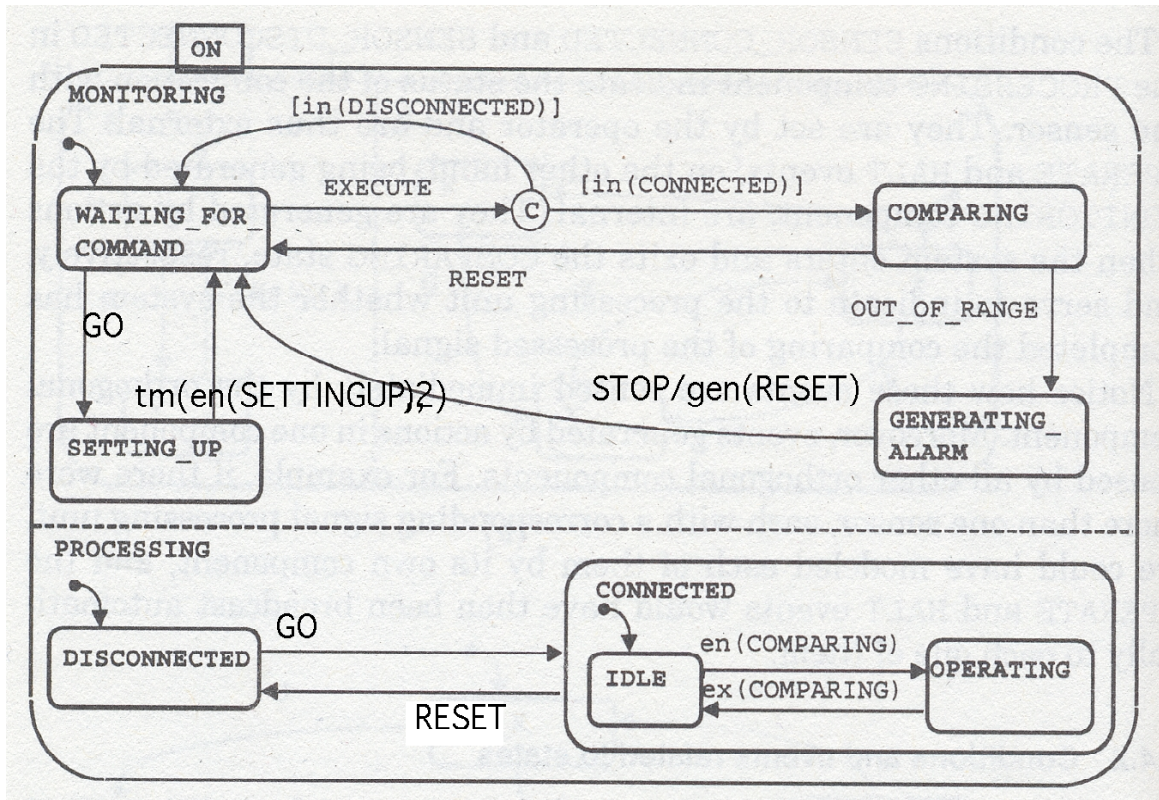 ON
MONITORING
[in(DISCONNECTED)]
EXECUTE
C
[in(CONNECTED)]
WAITING_FOR_
COMMAND
COMPARING
RESET
GO
OUT_OF_RANGE
tm(en(SETTINGUP),2)
STOP/gen(RESET)
SETTING_UP
GENERATING_
ALARM
PROCESSING
GO
CONNECTED
DISCONNECTED
en(COMPARING)
IDLE
OPERATING
ex(COMPARING)
RESET